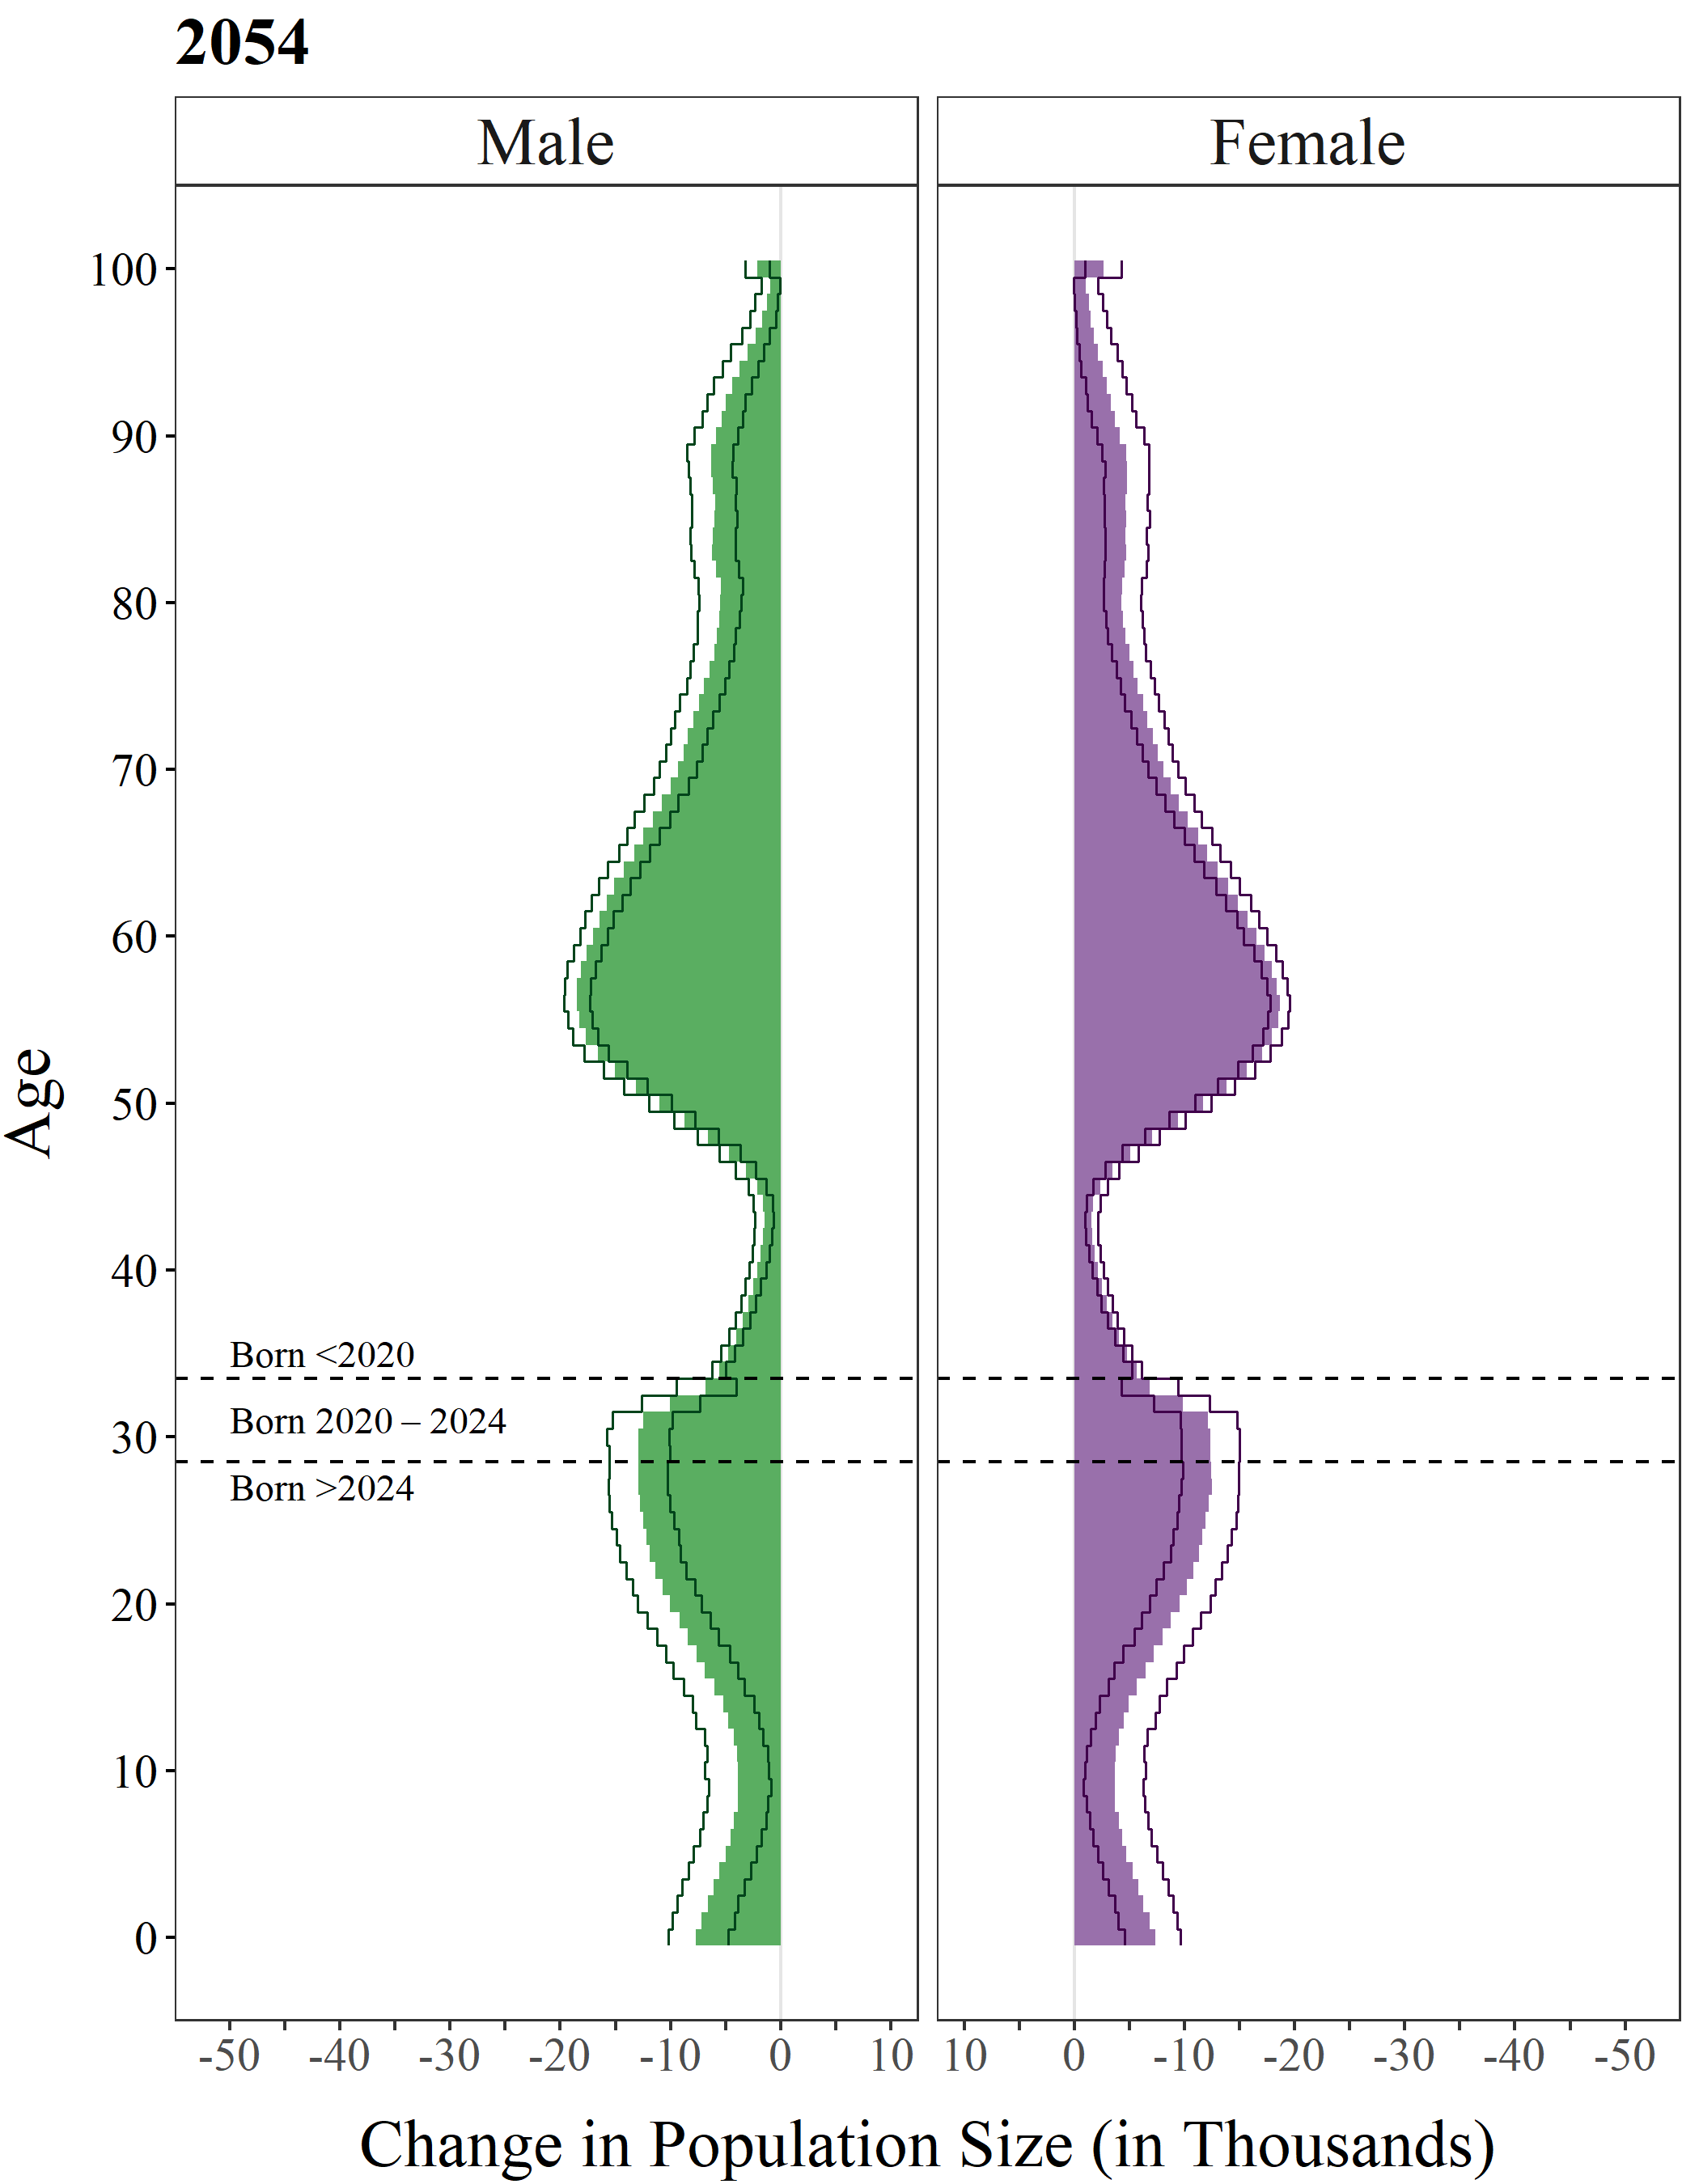 2054
Male
Female
100
90
80
70
60
50
40
30
20
10
0
Age
Born <2020
Born 2020 – 2024
Born >2024
-50 -40 -30 -20 -10 0 10
10 0 -10 -20 -30 -40 -50
Change in Population Size (in Thousands)